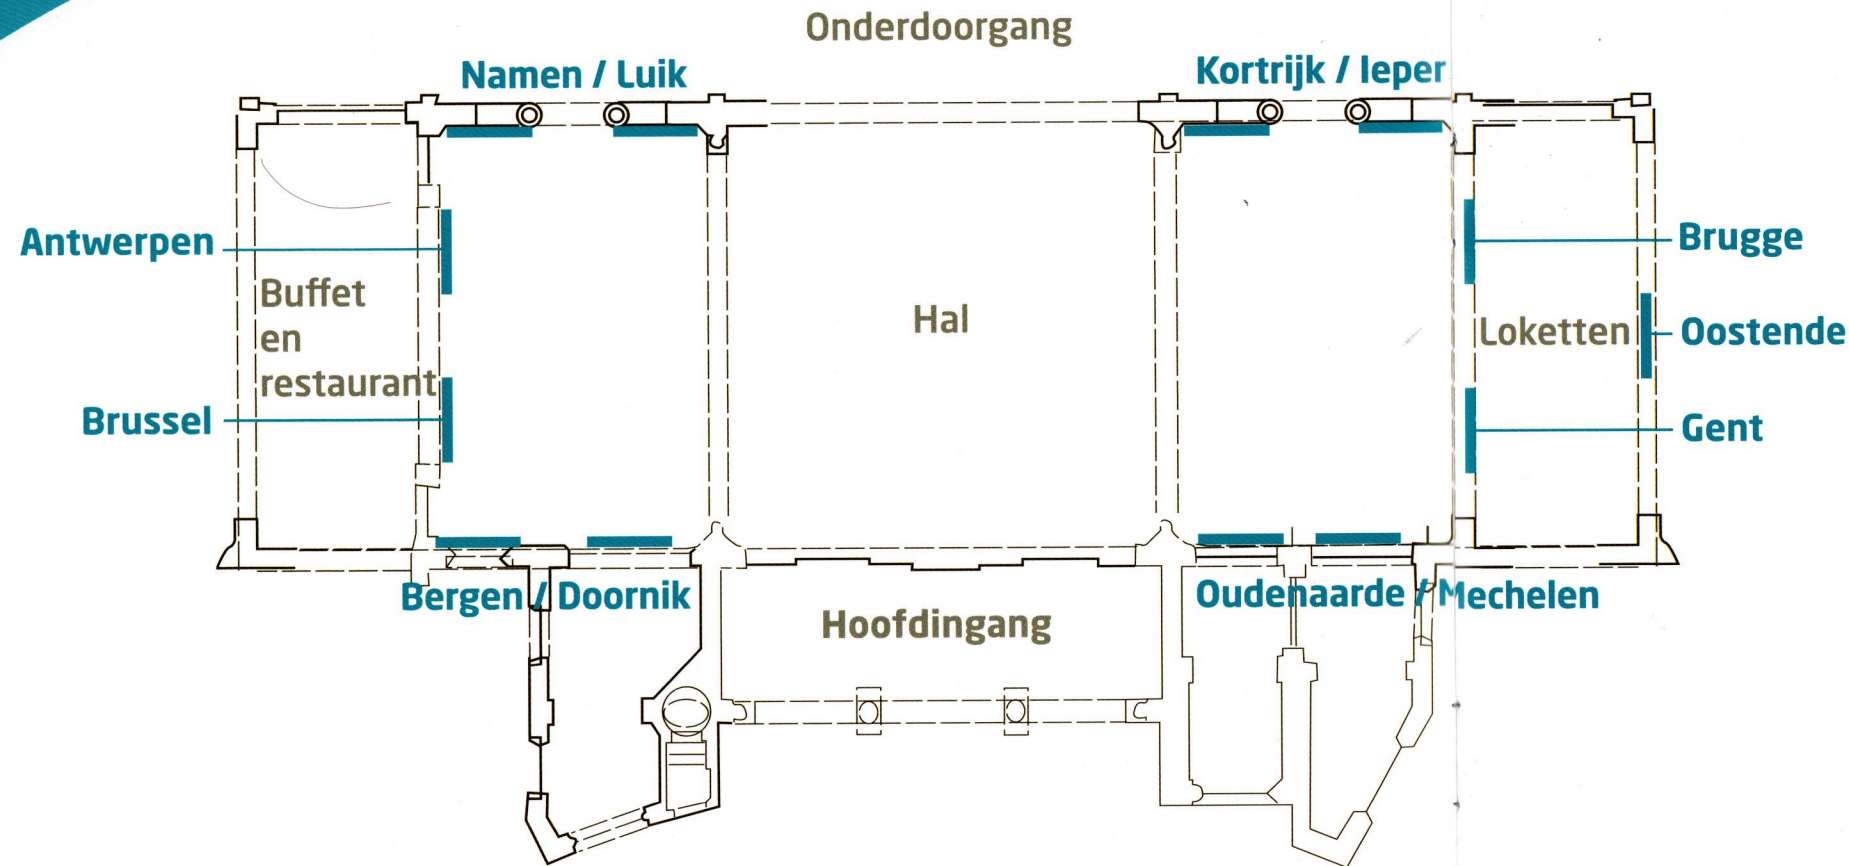 Onderdoorgang
Namen / Luik
Kortrijk / Ieper
Antwerpen
Brugge
Buffet
en
restaurant
Hal
Loketten
Oostende
Brussel
Gent
Bergen / Doornik
Oudenaarde / Mechelen
Hoofdingang